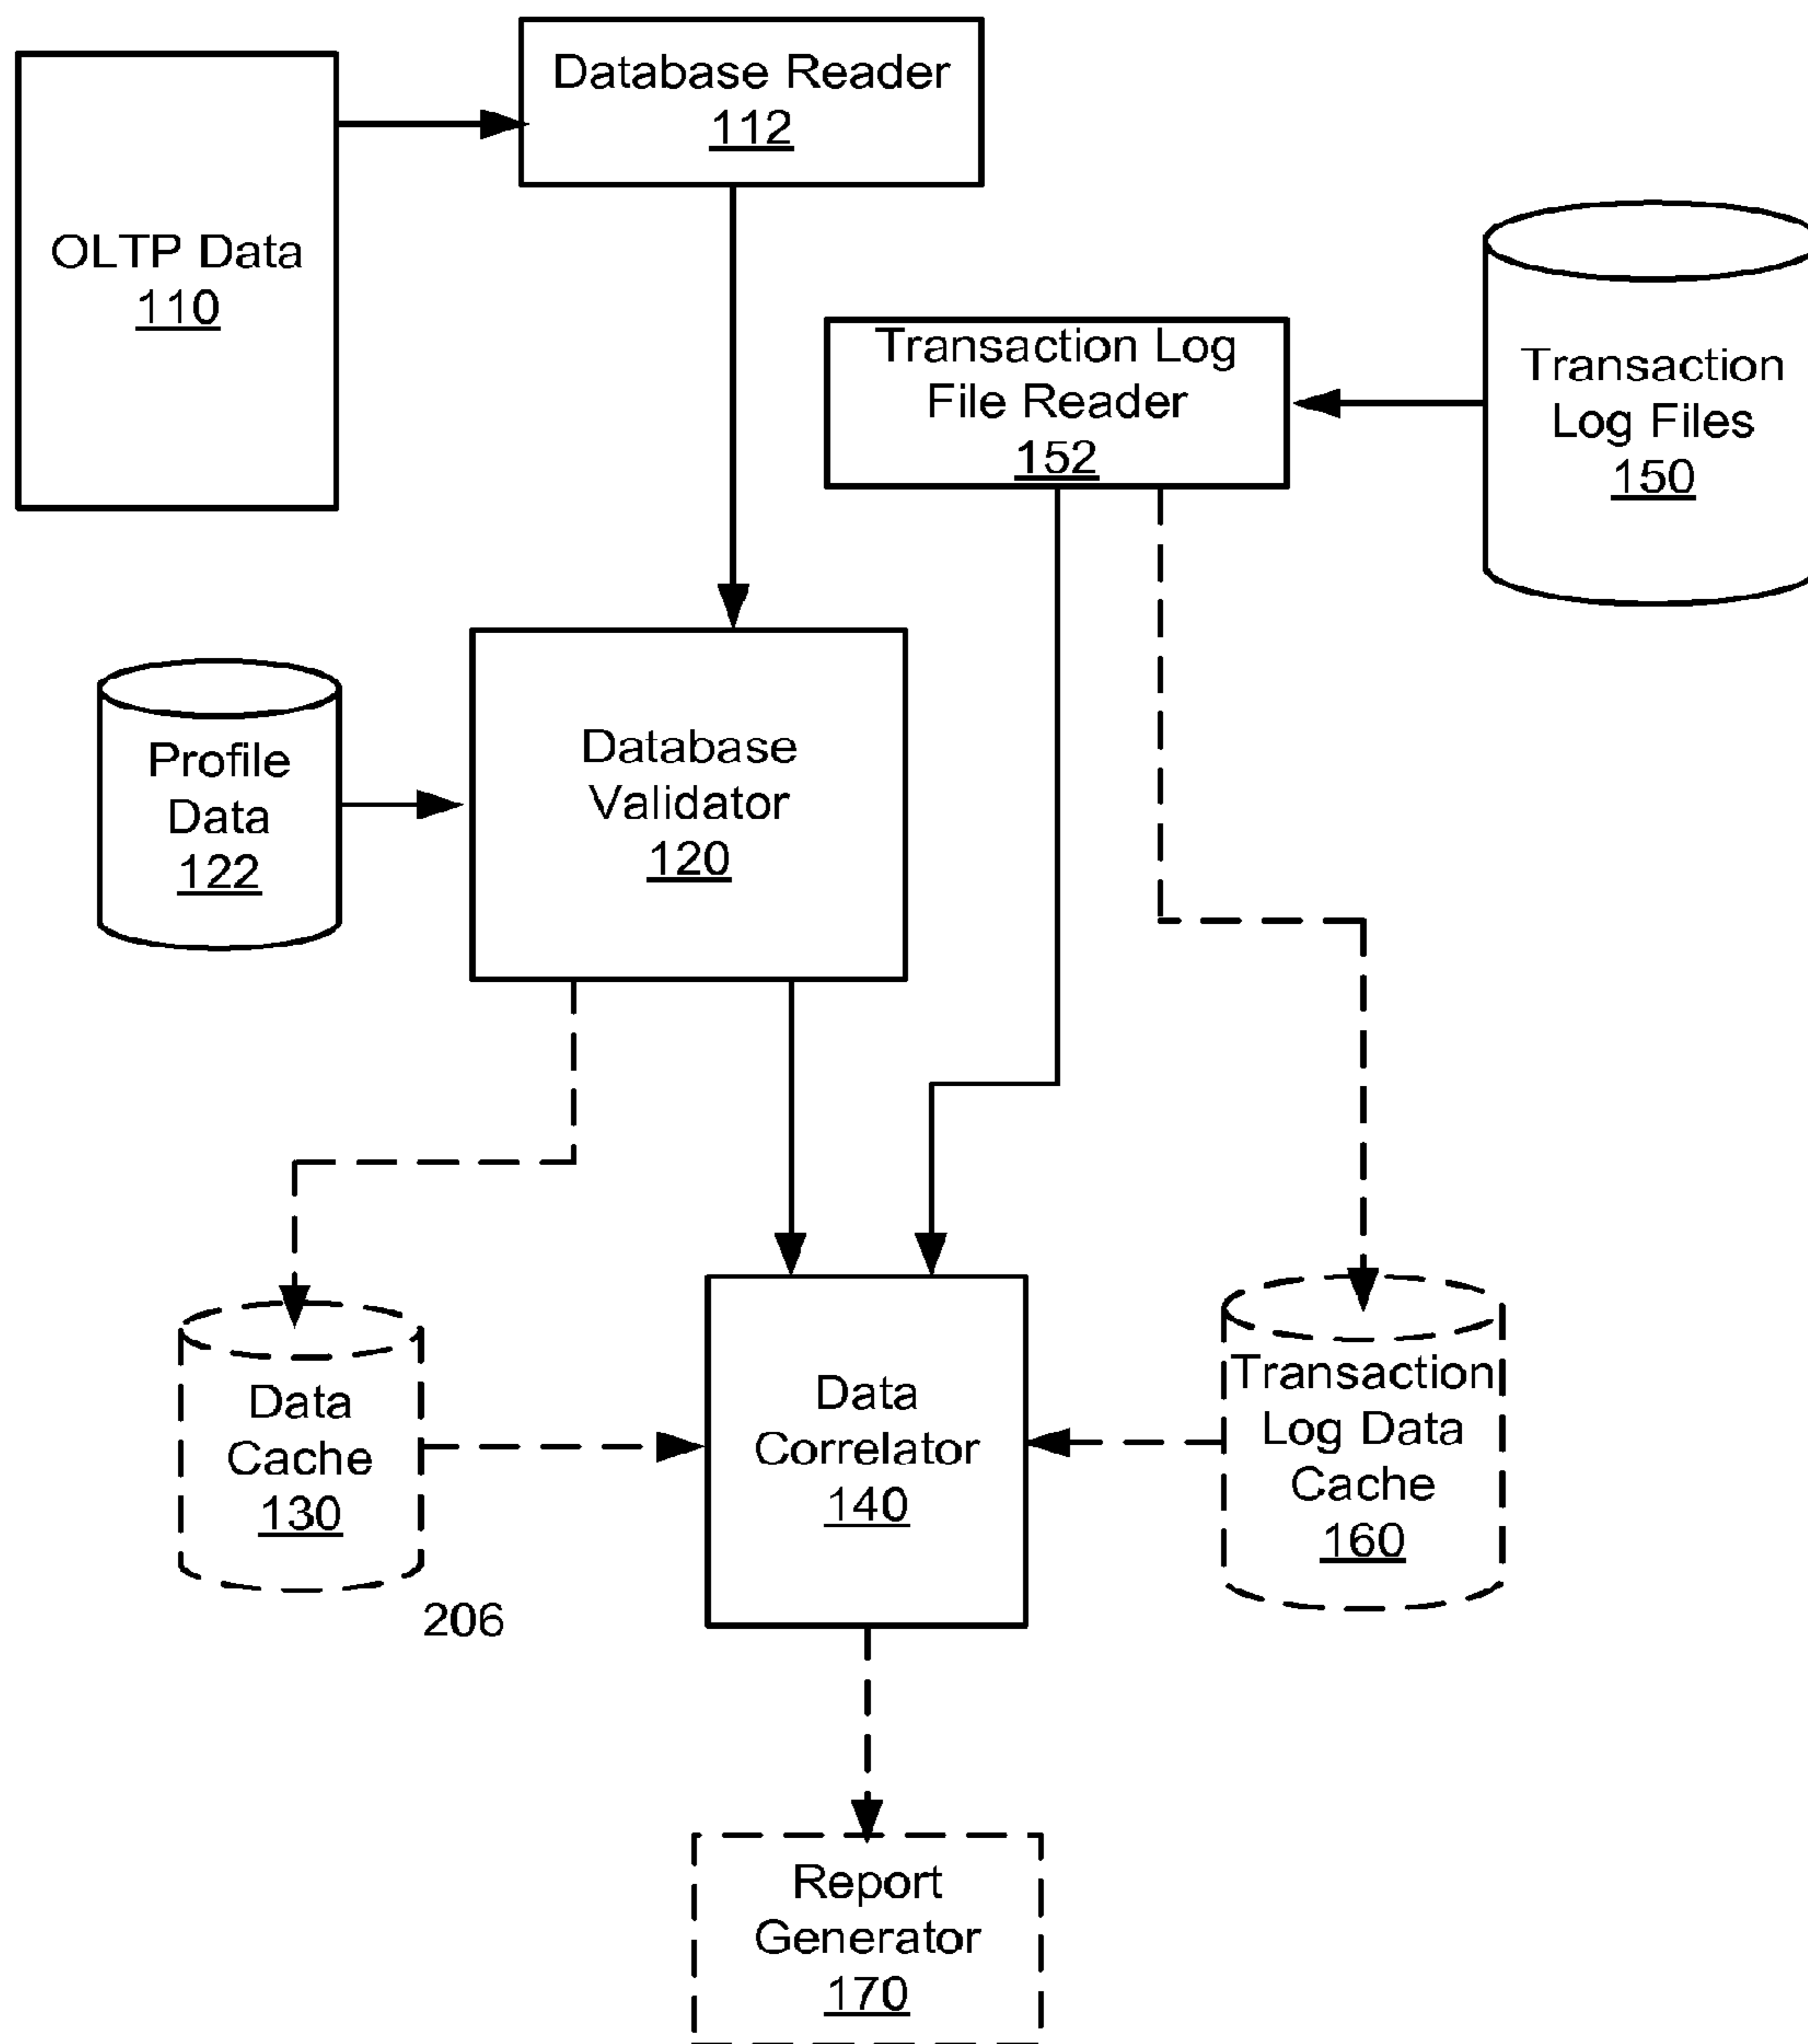 Database Reader
112
OLTP Data
110
Transaction Log
File Reader
152
Transaction
Log Files
150
Profile
Data
122
Database
Validator
120
Data
Cache
130
206
Data
Correlator
140
Transaction
Log Data
Cache
160
Report
Generator
170